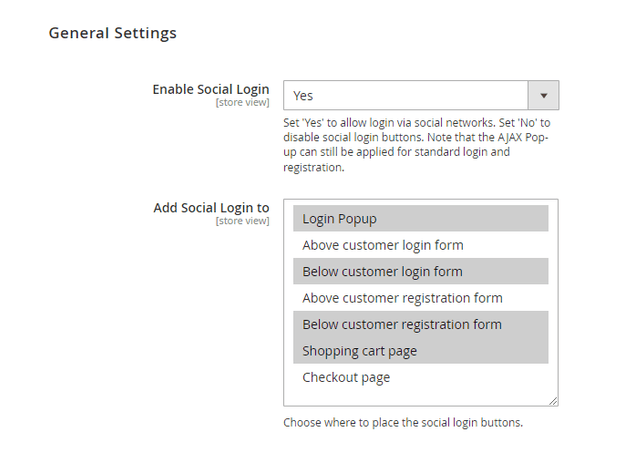 General Settings
Enable Social Login
[store view]
Yes
Set 'Yes' to allow login via social networks. Set 'No' to
disable social login buttons. Note that the AJAX Pop-
up can still be applied for standard login and
registration.
Add Social Login to
[store view]
Login Popup
Above customer login form
Below customer login form
Above customer registration form
Below customer registration form
Shopping cart page
Checkout page
Choose where to place the social login buttons.